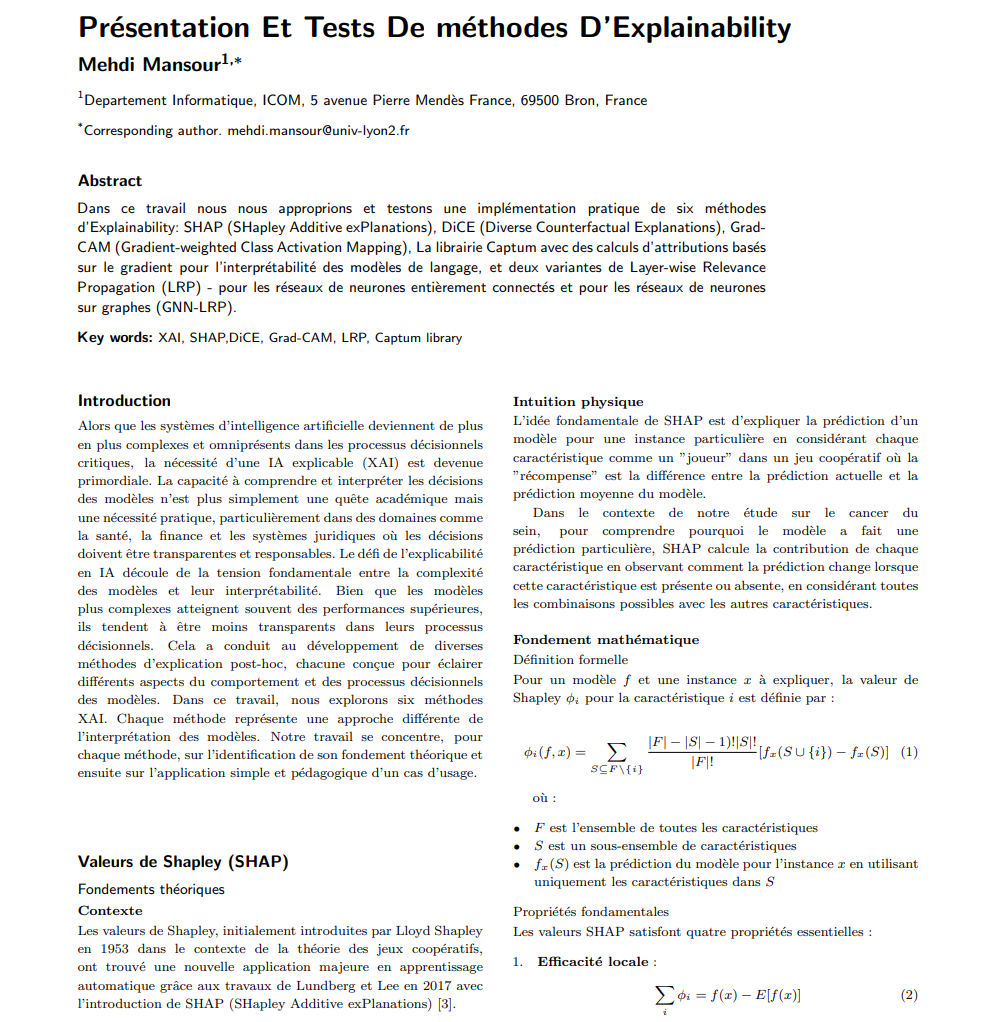 Présentation Et Tests De méthodes D'Explainability
Mehdi Mansour1,*
1Departement Informatique, ICOM, 5 avenue Pierre Mendès France, 69500 Bron, France
*Corresponding author. mehdi.mansour@univ-lyon2.fr
Abstract
Dans ce travail nous nous approprions et testons une implémentation pratique de six méthodes
d'Explainability: SHAP (SHapley Additive exPlanations), DiCE (Diverse Counterfactual Explanations), Grad-
CAM (Gradient-weighted Class Activation Mapping), La librairie Captum avec des calculs d'attributions basés
sur le gradient pour l'interprétabilité des modèles de langage, et deux variantes de Layer-wise Relevance
Propagation (LRP) - pour les réseaux de neurones entièrement connectés et pour les réseaux de neurones
sur graphes (GNN-LRP).
Key words: XAI, SHAP,DiCE, Grad-CAM, LRP, Captum library
Introduction
Alors que les systèmes d'intelligence artificielle deviennent de plus
en plus complexes et omniprésents dans les processus décisionnels
critiques, la nécessité d'une IA explicable (XAI) est devenue
primordiale. La capacité à comprendre et interpréter les décisions
des modèles n'est plus simplement une quête académique mais
une nécessité pratique, particulièrement dans des domaines comme
la santé, la finance et les systèmes juridiques où les décisions
doivent être transparentes et responsables. Le défi de l'explicabilité
en IA découle de la tension fondamentale entre la complexité
des modèles et leur interprétabilité. Bien que les modèles
plus complexes atteignent souvent des performances supérieures,
ils tendent à être moins transparents dans leurs processus
décisionnels. Cela a conduit au développement de diverses
méthodes d'explication post-hoc, chacune conçue pour éclairer
différents aspects du comportement et des processus décisionnels
des modèles. Dans ce travail, nous explorons six méthodes
XAI. Chaque méthode représente une approche différente de
l'interprétation des modèles. Notre travail se concentre, pour
chaque méthode, sur l'identification de son fondement théorique et
ensuite sur l'application simple et pédagogique d'un cas d'usage.
Valeurs de Shapley (SHAP)
Fondements théoriques
Contexte
Les valeurs de Shapley, initialement introduites par Lloyd Shapley
en 1953 dans le contexte de la théorie des jeux coopératifs,
ont trouvé une nouvelle application majeure en apprentissage
automatique grâce aux travaux de Lundberg et Lee en 2017 avec
l'introduction de SHAP (SHapley Additive exPlanations) [3].
Intuition physique
L'idée fondamentale de SHAP est d'expliquer la prédiction d'un
modèle pour une instance particulière en considérant chaque
caractéristique comme un "joueur" dans un jeu coopératif où la
"récompense" est la différence entre la prédiction actuelle et la
prédiction moyenne du modèle.
Dans le contexte de notre étude sur le cancer du
sein, pour comprendre pourquoi le modèle a fait une
prédiction particulière, SHAP calcule la contribution de chaque
caractéristique en observant comment la prédiction change lorsque
cette caractéristique est présente ou absente, en considérant toutes
les combinaisons possibles avec les autres caractéristiques.
Fondement mathématique
Définition formelle
Pour un modèle f et une instance x à expliquer, la valeur de
Shapley ϕi pour la caractéristique i est définie par :
ϕi(f, x) = ∑S⊆F\{i} |F| − |S| − 1)!|S|! / |F|! [fx(S ∪ {i}) − fx(S)] (1)
où :
• F est l'ensemble de toutes les caractéristiques
• S est un sous-ensemble de caractéristiques
• fx(S) est la prédiction du modèle pour l'instance x en utilisant
uniquement les caractéristiques dans S
Propriétés fondamentales
Les valeurs SHAP satisfont quatre propriétés essentielles :
1. Efficacité locale :
∑i ϕi = f(x) − E[f(x)] (2)